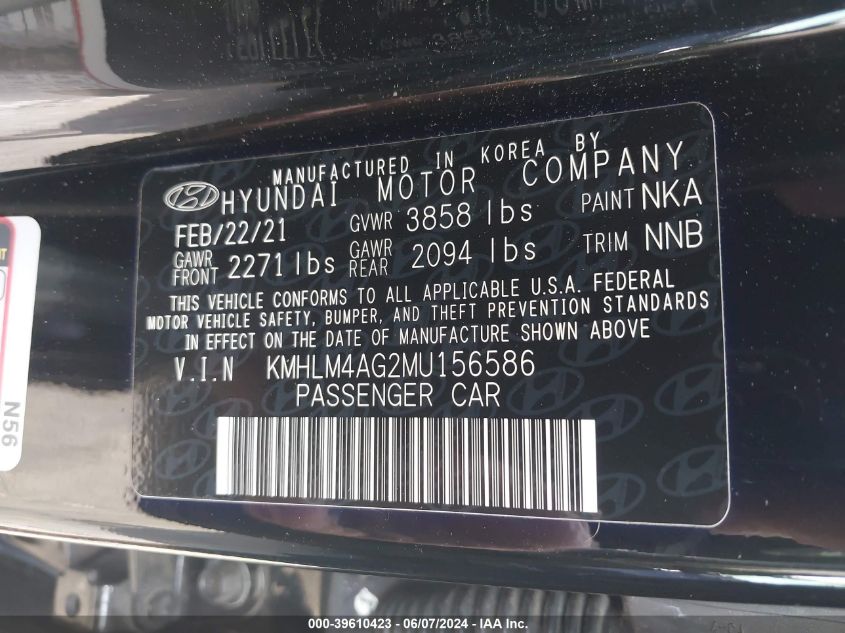 MANUFACTURED IN KOREA BY
HYUNDAI MOTOR COMPANY
FEB/22/21 GVWR 3858 lbs PAINT NKA
GAWR FRONT 2271 lbs GAWR REAR 2094 lbs TRIM NNB
THIS VEHICLE CONFORMS TO ALL APPLICABLE U.S.A. FEDERAL
MOTOR VEHICLE SAFETY, BUMPER, AND THEFT PREVENTION STANDARDS
IN EFFECT ON THE DATE OF MANUFACTURE SHOWN ABOVE
V.I.N KMHLM4AG2MU156586
PASSENGER CAR
N56
000-39610423 - 06/07/2024 - IAAI.com